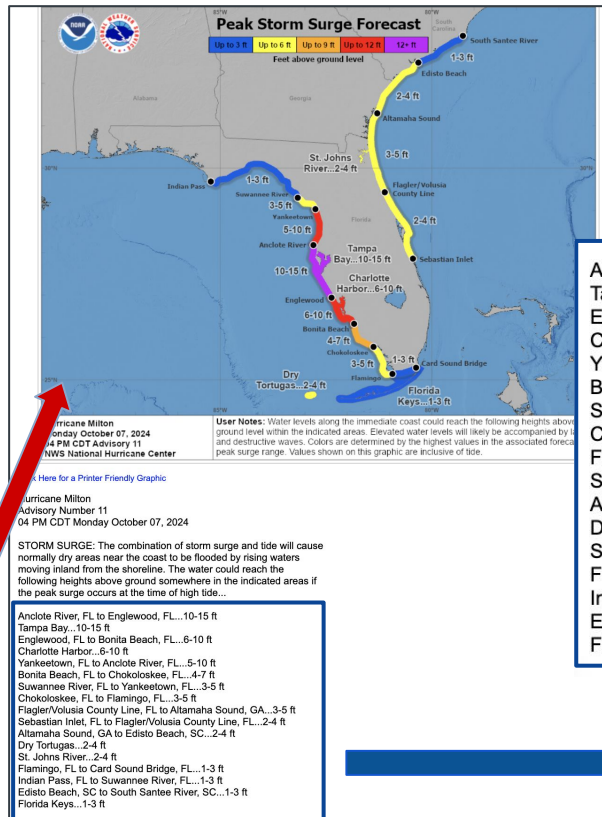 85°W
80°W
NOAA
Peak Storm Surge Forecast
Up to 3 ft
Up to 6 ft
Up to 9 ft
Up to 12 ft
12+ ft
Feet above ground level
South
Carolina
South Santee River
1-3 ft
Edisto Beach
2-4 ft
Alabama
Georgia
Altamaha Sound
3-5 ft
St. Johns
River...2-4 ft
30°N
30°N
Indian Pass
1-3 ft
Suwannee River
3-5 ft
Yankeetown
Flagler/Volusia
County Line
Florida
5-10 ft
2-4 ft
Anclote River
Tampa
Bay...10-15 ft
Sebastian Inlet
10-15 ft
Charlotte
Harbor...6-10 ft
Englewood
6-10 ft
Bonita Beach
4-7 ft
Chokoloskee
3-5 ft
1-3 ft
Card Sound Bridge
Flamingo
Dry
Tortugas...2-4 ft
Florida
Keys...1-3 ft
25°N
85°W
80°W
Hurricane Milton
Monday October 07, 2024
04 PM CDT Advisory 11
NWS National Hurricane Center
User Notes: Water levels along the immediate coast could reach the following heights above
ground level within the indicated areas. Elevated water levels will likely be accompanied by
and destructive waves. Colors are determined by the highest values in the associated
peak surge range. Values shown on this graphic are inclusive of tide.
Here for a Printer Friendly Graphic
Hurricane Milton
Advisory Number 11
04 PM CDT Monday October 07, 2024
STORM SURGE: The combination of storm surge and tide will cause
normally dry areas near the coast to be flooded by rising waters
moving inland from the shoreline. The water could reach the
following heights above ground somewhere in the indicated areas if
the peak surge occurs at the time of high tide...
Anclote River, FL to Englewood, FL...10-15 ft
Tampa Bay...10-15 ft
Englewood, FL to Bonita Beach, FL...6-10 ft
Charlotte Harbor...6-10 ft
Yankeetown, FL to Anclote River, FL...5-10 ft
Bonita Beach, FL to Chokoloskee, FL...4-7 ft
Suwannee River, FL to Yankeetown, FL...3-5 ft
Chokoloskee, FL to Flamingo, FL...3-5 ft
Flagler/Volusia County Line, FL to Altamaha Sound, GA...3-5 ft
Sebastian Inlet, FL to Flagler/Volusia County Line, FL...2-4 ft
Altamaha Sound, GA to Edisto Beach, SC...2-4 ft
Dry Tortugas...2-4 ft
St. Johns River...2-4 ft
Flamingo, FL to Card Sound Bridge, FL...1-3 ft
Indian Pass, FL to Suwannee River, FL...1-3 ft
Edisto Beach, SC to South Santee River, SC...1-3 ft
Florida Keys...1-3 ft